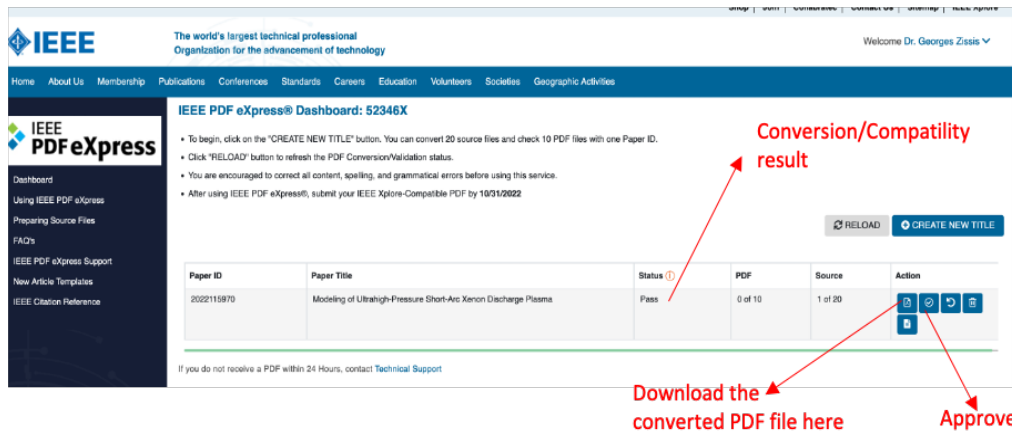 Shop | Join | Collabratec | Contact Us | Sitemap | IEEE Xplore
IEEE
The world's largest technical professional
Organization for the advancement of technology
Welcome Dr. Georges Zissis
Home About Us Membership Publications Conferences Standards Careers Education Volunteers Societies Geographic Activities
IEEE
PDF eXpress
Dashboard
Using IEEE PDF eXpress
Preparing Source Files
FAQ's
IEEE PDF eXpress Support
New Article Templates
IEEE Citation Reference
IEEE PDF eXpress® Dashboard: 52346X
• To begin, click on the "CREATE NEW TITLE" button. You can convert 20 source files and check 10 PDF files with one Paper ID.
• Click "RELOAD" button to refresh the PDF Conversion/Validation status.
• You are encouraged to correct all content, spelling, and grammatical errors before using this service.
• After using IEEE PDF eXpress®, submit your IEEE Xplore-Compatible PDF by 10/31/2022
Conversion/Compatility
result
RELOAD CREATE NEW TITLE
Paper ID Paper Title Status PDF Source Action
2022115970 Modeling of Ultrahigh-Pressure Short-Arc Xenon Discharge Plasma Pass 0 of 10 1 of 20
If you do not receive a PDF within 24 Hours, contact Technical Support
Download the
converted PDF file here
Approve